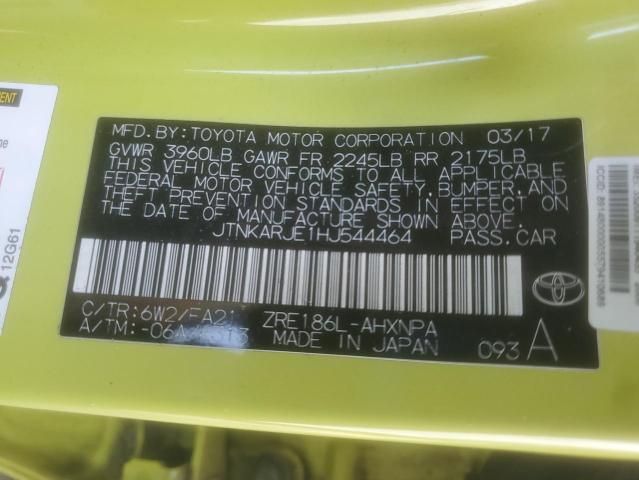 MFD.BY:TOYOTA MOTOR CORPORATION 03/17
GVWR 3960LB GAWR FR 2245LB RR 2175LB
THIS VEHICLE CONFORMS TO ALL APPLICABLE
FEDERAL MOTOR VEHICLE SAFETY, BUMPER, AND
THEFT PREVENTION STANDARDS IN EFFECT ON
THE DATE OF MANUFACTURE SHOWN ABOVE.
JTNKARJE1HJ544464 PASS.CAR
C/TR:6W2/FA21 ZRE186L-AHXNPA
A/TM: MADE IN JAPAN 093 A
12G61